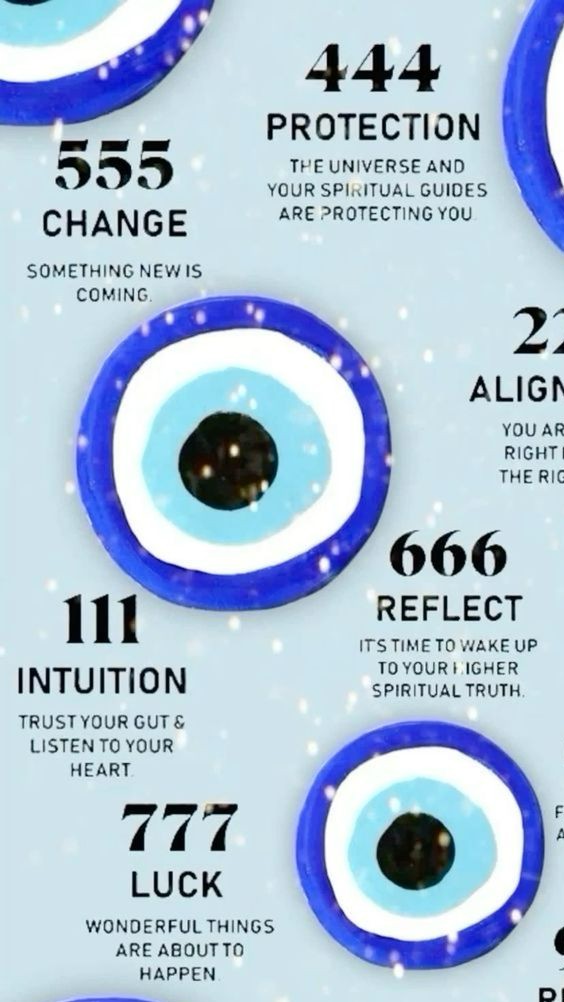 444
PROTECTION
THE UNIVERSE AND
YOUR SPIRITUAL GUIDES
ARE PROTECTING YOU.
555
CHANGE
SOMETHING NEW IS
COMING.
22
ALIGN
YOU AR
RIGHT
THE RIG
666
REFLECT
IT'S TIME TO WAKE UP
TO YOUR HIGHER
SPIRITUAL TRUTH.
111
INTUITION
TRUST YOUR GUT &
LISTEN TO YOUR
HEART.
777
LUCK
WONDERFUL THINGS
ARE ABOUT TO
HAPPEN.